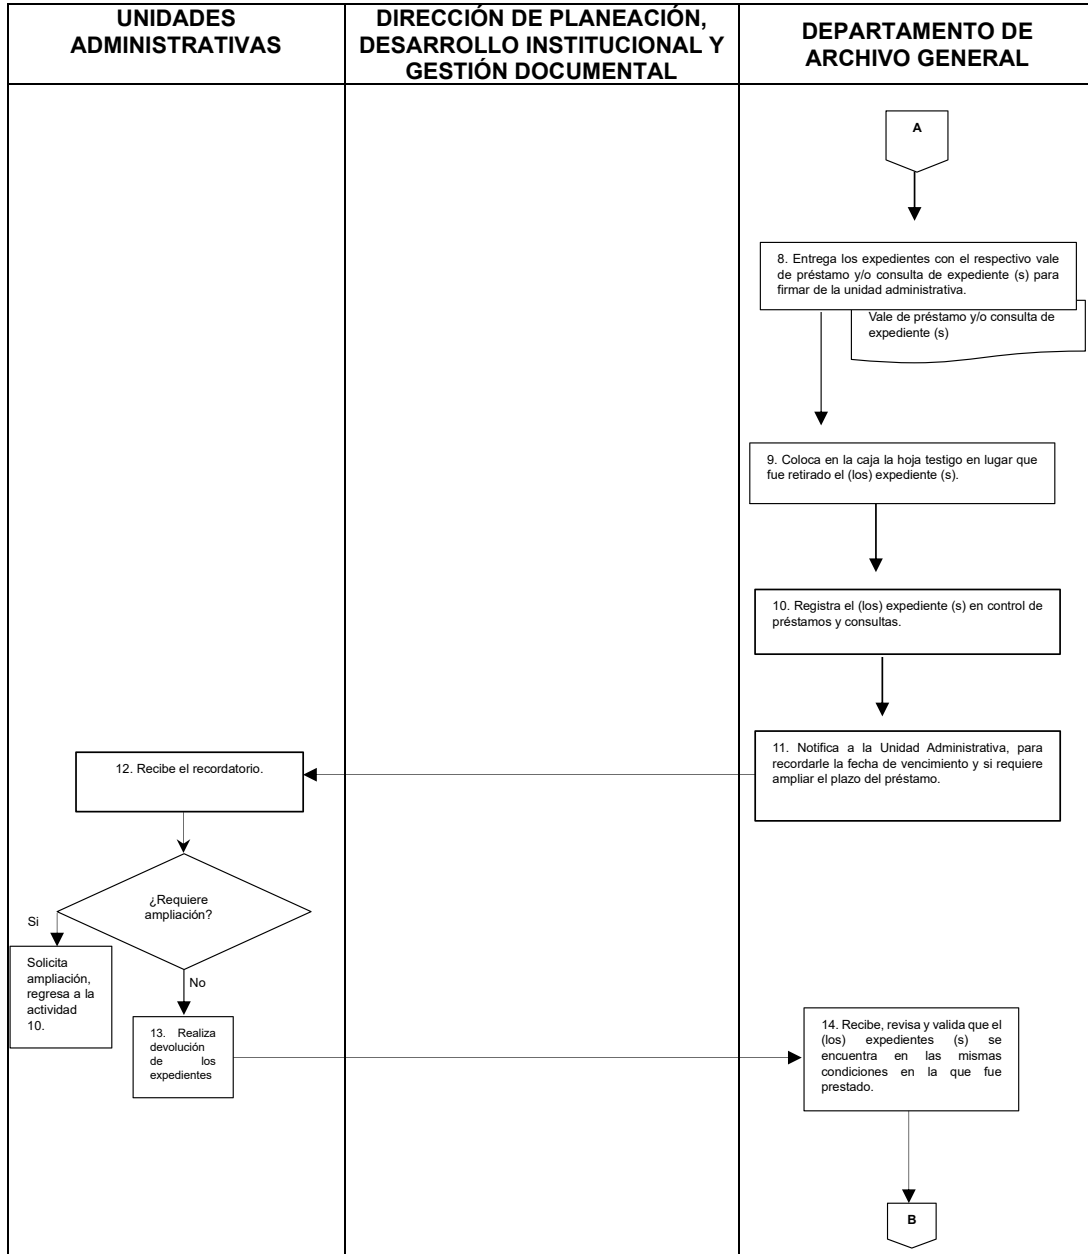 UNIDADES
ADMINISTRATIVAS
DIRECCIÓN DE PLANEACIÓN,
DESARROLLO INSTITUCIONAL Y
GESTIÓN DOCUMENTAL
DEPARTAMENTO DE
ARCHIVO GENERAL
A
8. Entrega los expedientes con el respectivo vale
de préstamo y/o consulta de expediente (s) para
firmar de la unidad administrativa.
Vale de préstamo y/o consulta de
expediente (s)
9. Coloca en la caja la hoja testigo en lugar que
fue retirado el (los) expediente (s).
10. Registra el (los) expediente (s) en control de
préstamos y consultas.
11. Notifica a la Unidad Administrativa, para
recordarle la fecha de vencimiento y si requiere
ampliar el plazo del préstamo.
12. Recibe el recordatorio.
¿Requiere
ampliación?
Si
Solicita
ampliación,
regresa a la
actividad
10.
No
13. Realiza
devolución
de los
expedientes
14. Recibe, revisa y valida que el
(los) expedientes (s) se
encuentra en las mismas
condiciones en la que fue
prestado.
B